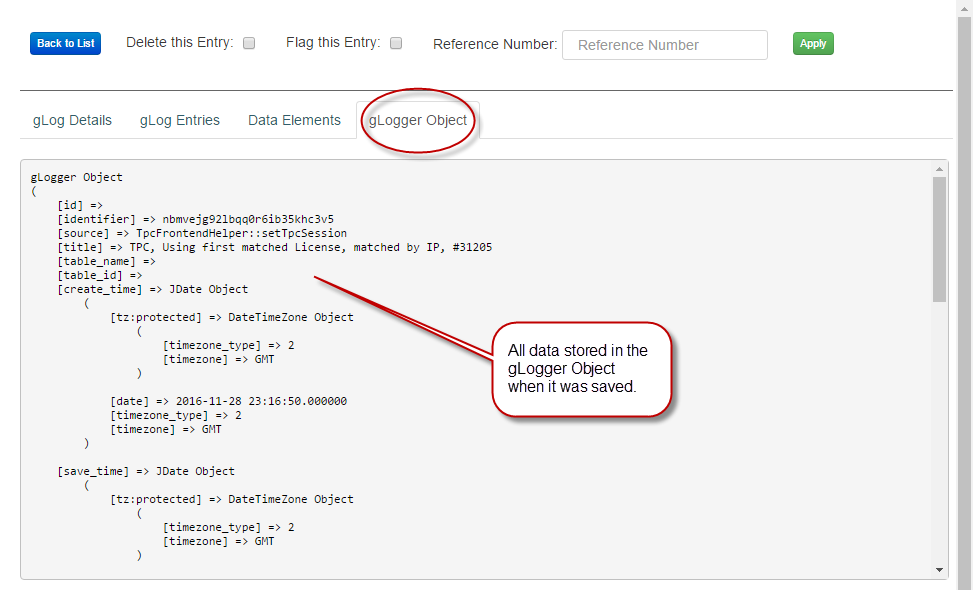 Back to List Delete this Entry: Flag this Entry: Reference Number: Reference Number Apply
gLog Details gLog Entries Data Elements gLogger Object
gLogger Object
(
    [id] =>
    [identifier] => nbmvejg92lbqq0r6ib35khc3v5
    [source] => TpcFrontendHelper::setTpcSession
    [title] => TPC, Using first matched License, matched by IP, #31205
    [table_name] =>
    [table_id] =>
    [create_time] => JDate Object
        (
            [tz:protected] => DateTimeZone Object
                (
                    [timezone_type] => 2
                    [timezone] => GMT
                )
            [date] => 2016-11-28 23:16:50.000000
            [timezone_type] => 2
            [timezone] => GMT
        )
    [save_time] => JDate Object
        (
            [tz:protected] => DateTimeZone Object
                (
                    [timezone_type] => 2
                    [timezone] => GMT
                )
All data stored in the
gLogger Object
when it was saved.